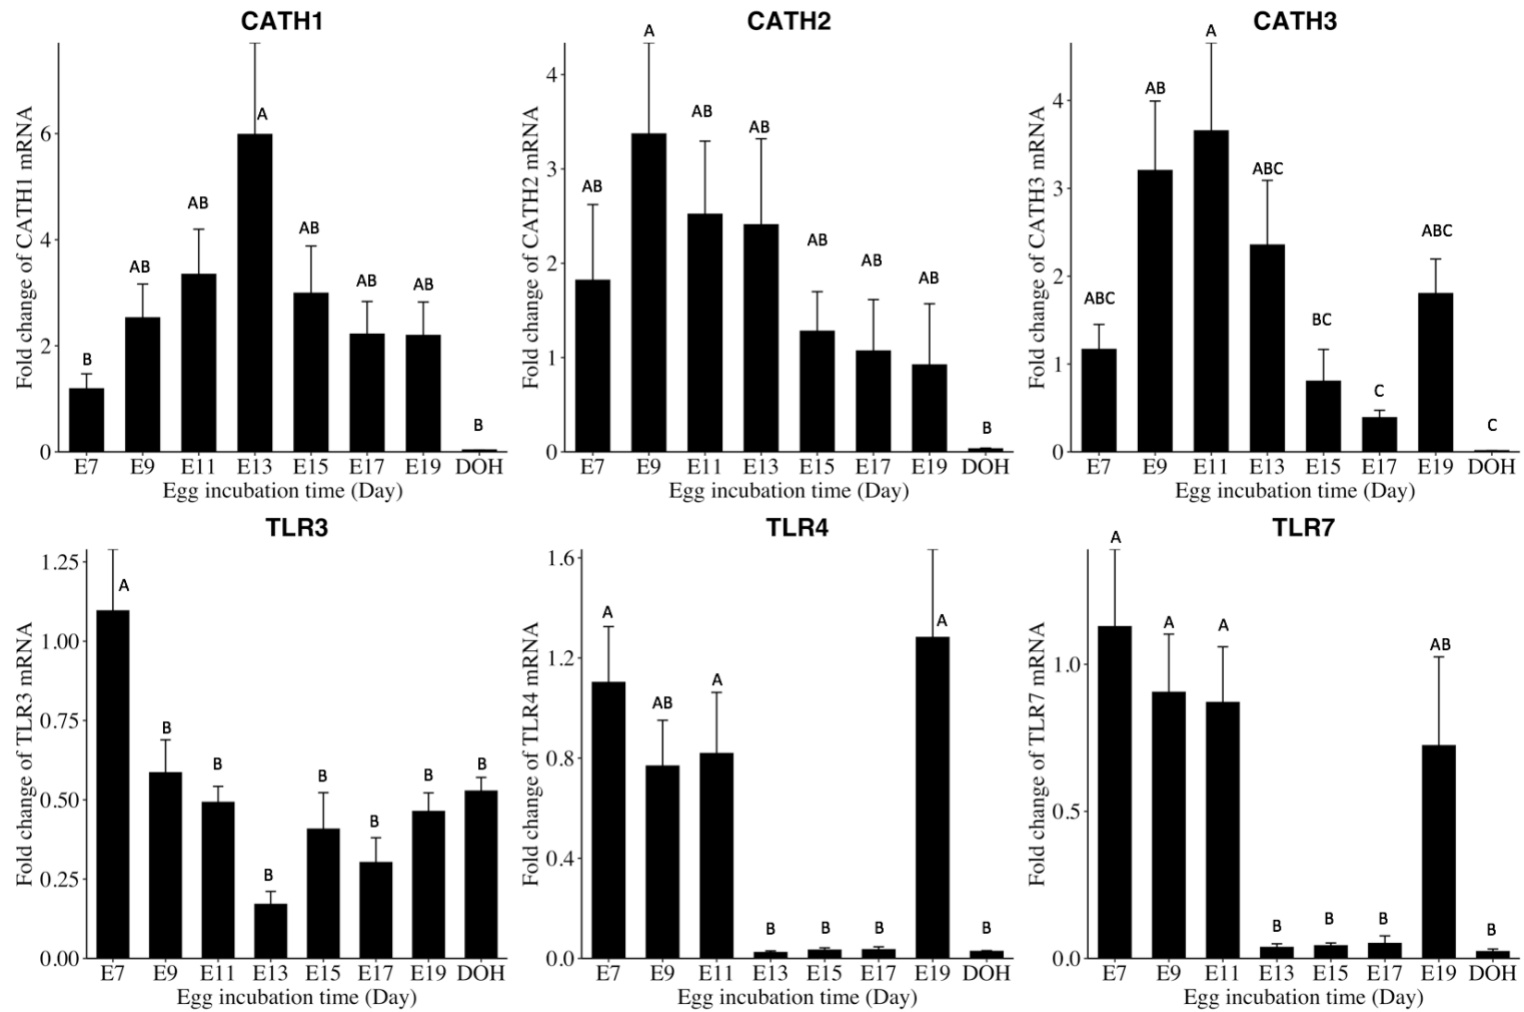 CATH1
Fold change of CATH1 mRNA
6
4
2
0
B
AB
AB
A
AB
AB
AB
B
E7 E9 E11 E13 E15 E17 E19 DOH
Egg incubation time (Day)
CATH2
Fold change of CATH2 mRNA
4
3
2
1
0
AB
A
AB
AB
AB
AB
AB
B
E7 E9 E11 E13 E15 E17 E19 DOH
Egg incubation time (Day)
CATH3
Fold change of CATH3 mRNA
4
3
2
1
0
ABC
AB
A
ABC
BC
C
ABC
C
E7 E9 E11 E13 E15 E17 E19 DOH
Egg incubation time (Day)
TLR3
Fold change of TLR3 mRNA
1.25
1.00
0.75
0.50
0.25
0.00
A
B
B
B
B
B
B
B
E7 E9 E11 E13 E15 E17 E19 DOH
Egg incubation time (Day)
TLR4
Fold change of TLR4 mRNA
1.6
1.2
0.8
0.4
0.0
A
AB
A
B
B
B
A
B
E7 E9 E11 E13 E15 E17 E19 DOH
Egg incubation time (Day)
TLR7
Fold change of TLR7 mRNA
1.0
0.5
0.0
A
A
A
B
B
B
AB
B
E7 E9 E11 E13 E15 E17 E19 DOH
Egg incubation time (Day)